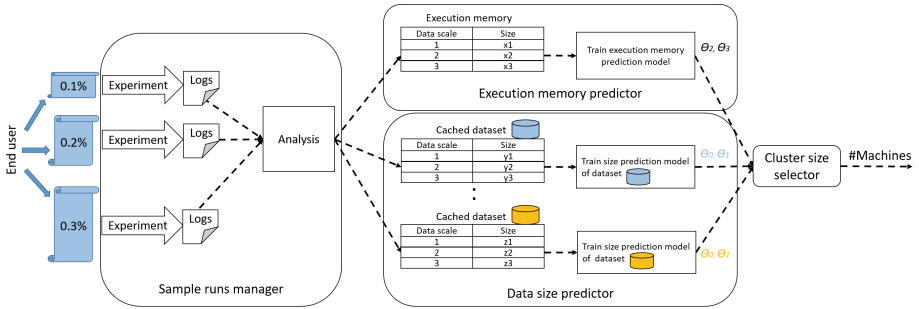 End user
0.1%
0.2%
0.3%
Experiment
Logs
Experiment
Logs
Experiment
Logs
Analysis
Sample runs manager
Execution memory
Data scale Size
1 x1
2 x2
3 x3
Train execution memory
prediction model
Execution memory predictor
ϴ2, ϴ3
Cached dataset
Data scale Size
1 y1
2 y2
3 y3
Train size prediction model
of dataset
ϴ0, ϴ1
:
Cached dataset
Data scale Size
1 z1
2 z2
3 z3
Train size prediction model
of dataset
ϴ0, ϴ1
Data size predictor
Cluster size
selector
#Machines